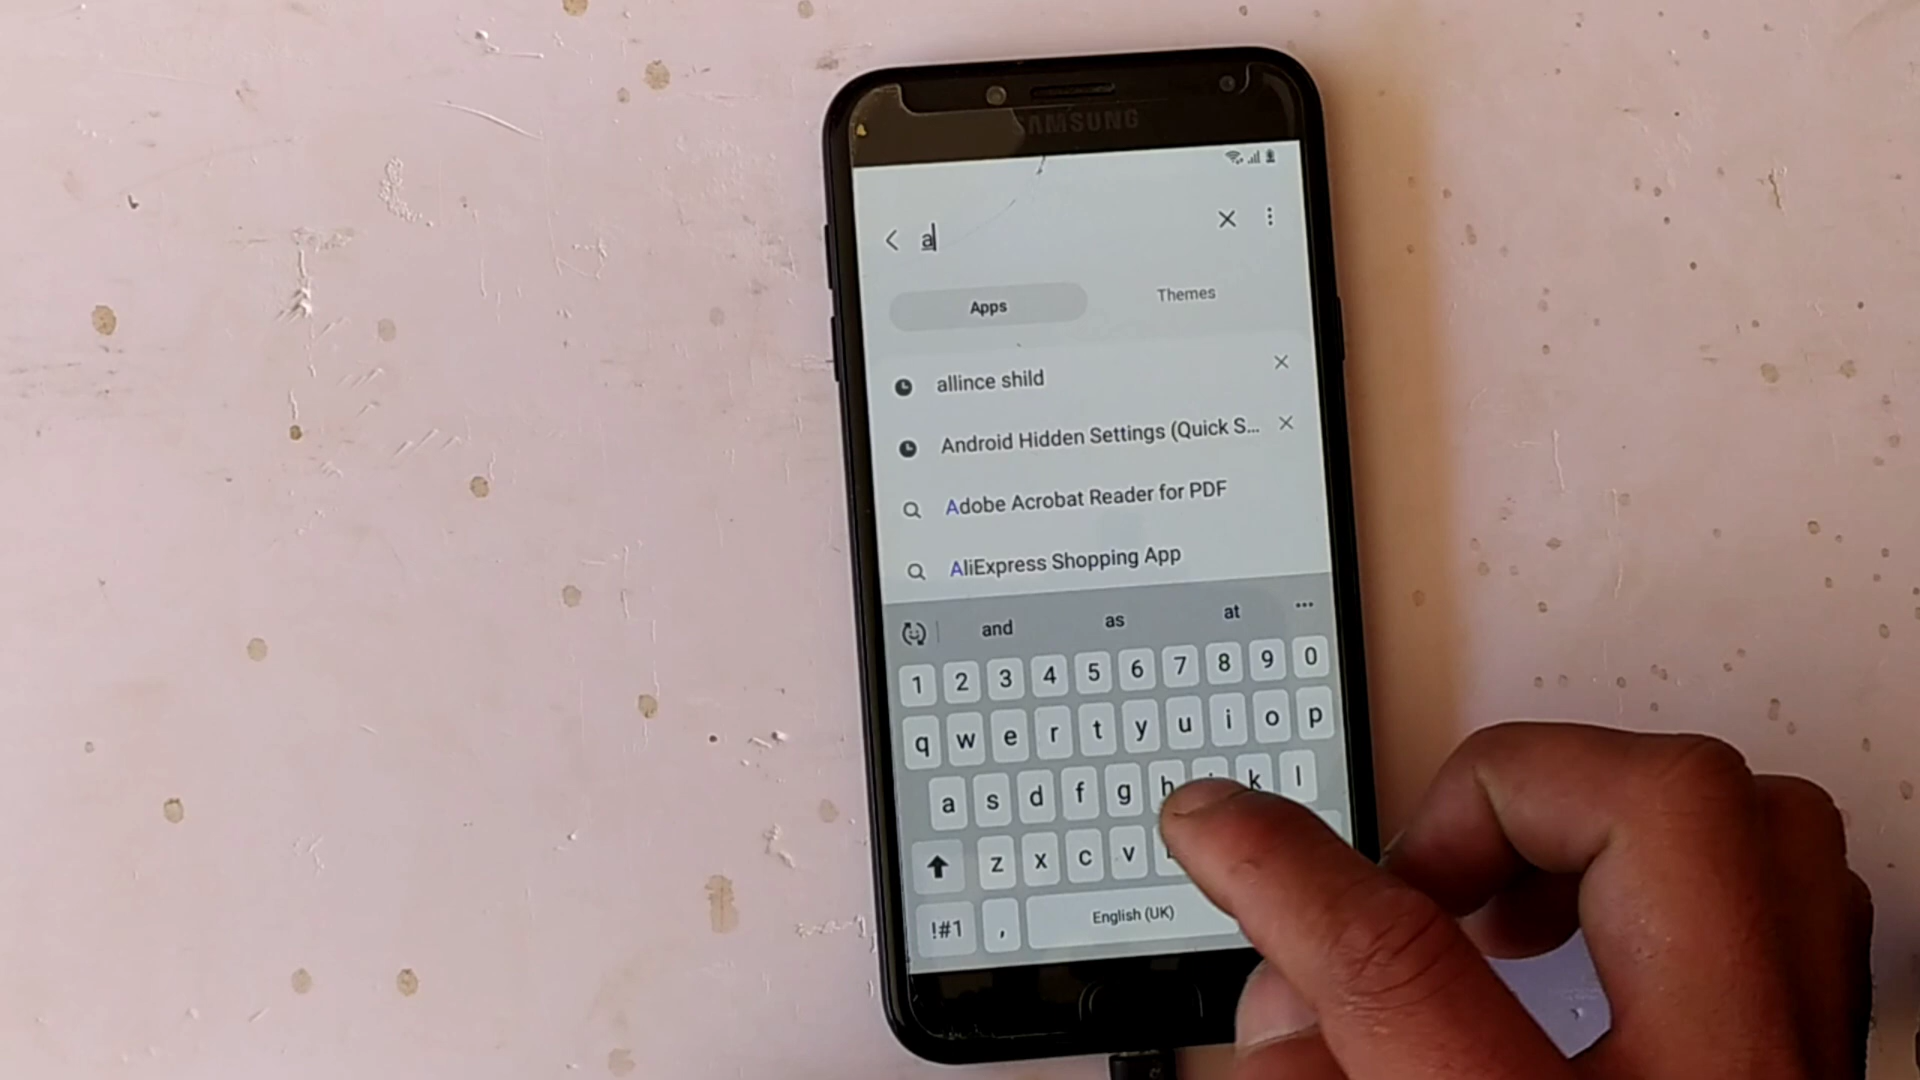 SAMSUNG
a
Apps
Themes
allince shild
Android Hidden Settings (Quick S...
Adobe Acrobat Reader for PDF
AliExpress Shopping App
and as at
1 2 3 4 5 6 7 8 9 0
q w e r t y u i o p
a s d f g h j k l
z x c v
!#1 , English (UK)